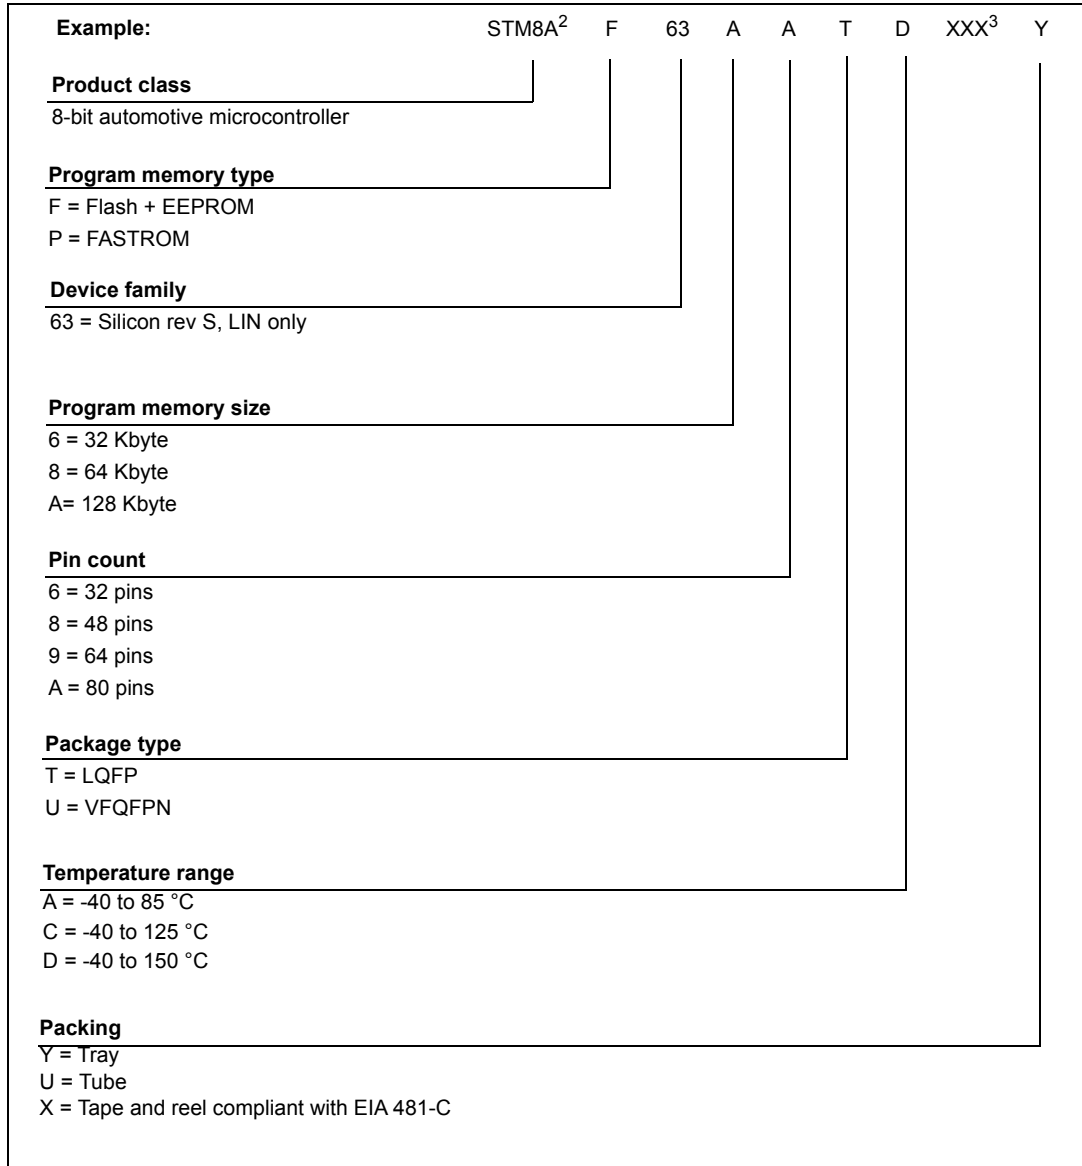 Example: STM8A2 F 63 A A T D XXX3 Y
Product class
8-bit automotive microcontroller
Program memory type
F = Flash + EEPROM
P = FASTROM
Device family
63 = Silicon rev S, LIN only
Program memory size
6 = 32 Kbyte
8 = 64 Kbyte
A= 128 Kbyte
Pin count
6 = 32 pins
8 = 48 pins
9 = 64 pins
A = 80 pins
Package type
T = LQFP
U = VFQFPN
Temperature range
A = -40 to 85 °C
C = -40 to 125 °C
D = -40 to 150 °C
Packing
Y = Tray
U = Tube
X = Tape and reel compliant with EIA 481-C